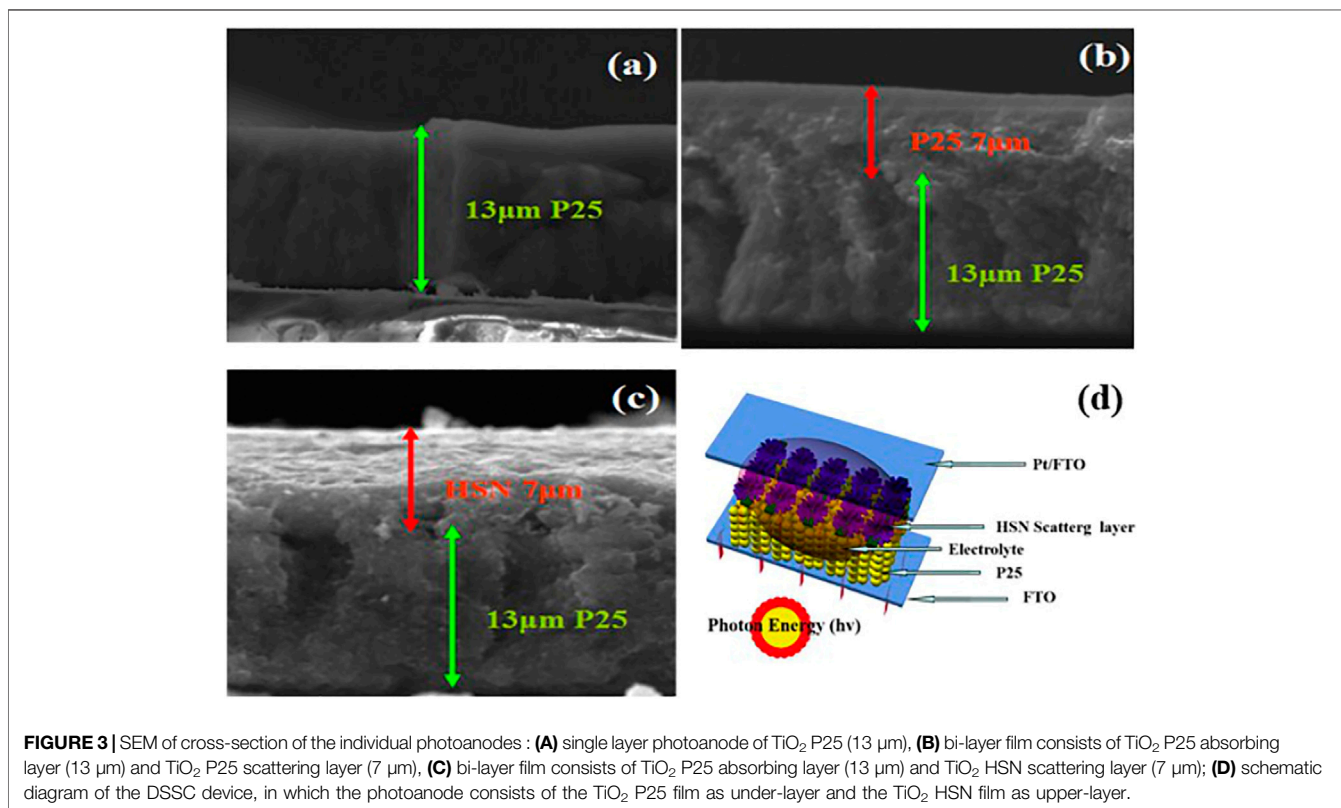 (a)
13µm P25
(b)
P25 7µm
13µm P25
(c)
HSN 7µm
13µm P25
(d)
Pt/FTO
HSN Scatterg layer
Electrolyte
P25
FTO
Photon Energy (hv)
FIGURE 3 | SEM of cross-section of the individual photoanodes : (A) single layer photoanode of TiO₂ P25 (13 µm), (B) bi-layer film consists of TiO₂ P25 absorbing
layer (13 µm) and TiO₂ P25 scattering layer (7 µm), (C) bi-layer film consists of TiO₂ P25 absorbing layer (13 µm) and TiO₂ HSN scattering layer (7 µm); (D) schematic
diagram of the DSSC device, in which the photoanode consists of the TiO₂ P25 film as under-layer and the TiO₂ HSN film as upper-layer.